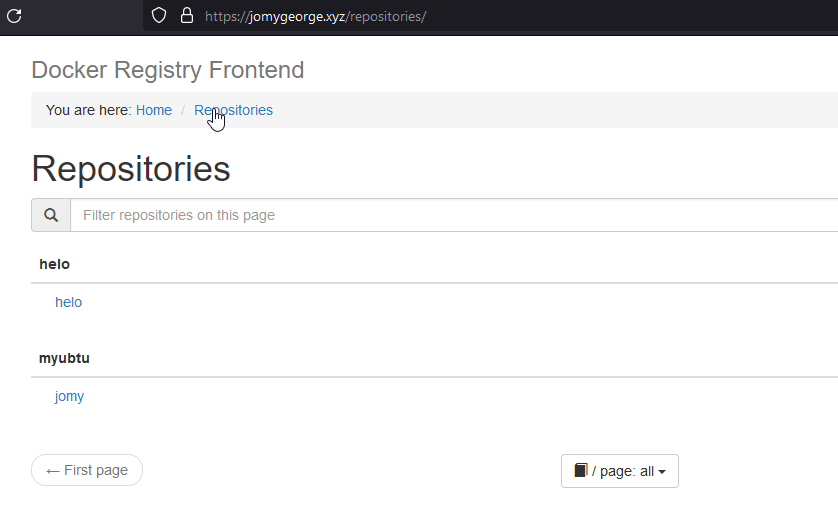 https://jomygeorge.xyz/repositories/
Docker Registry Frontend
You are here: Home / Repositories
Repositories
Filter repositories on this page
helo
helo
myubtu
jomy
← First page
/ page: all